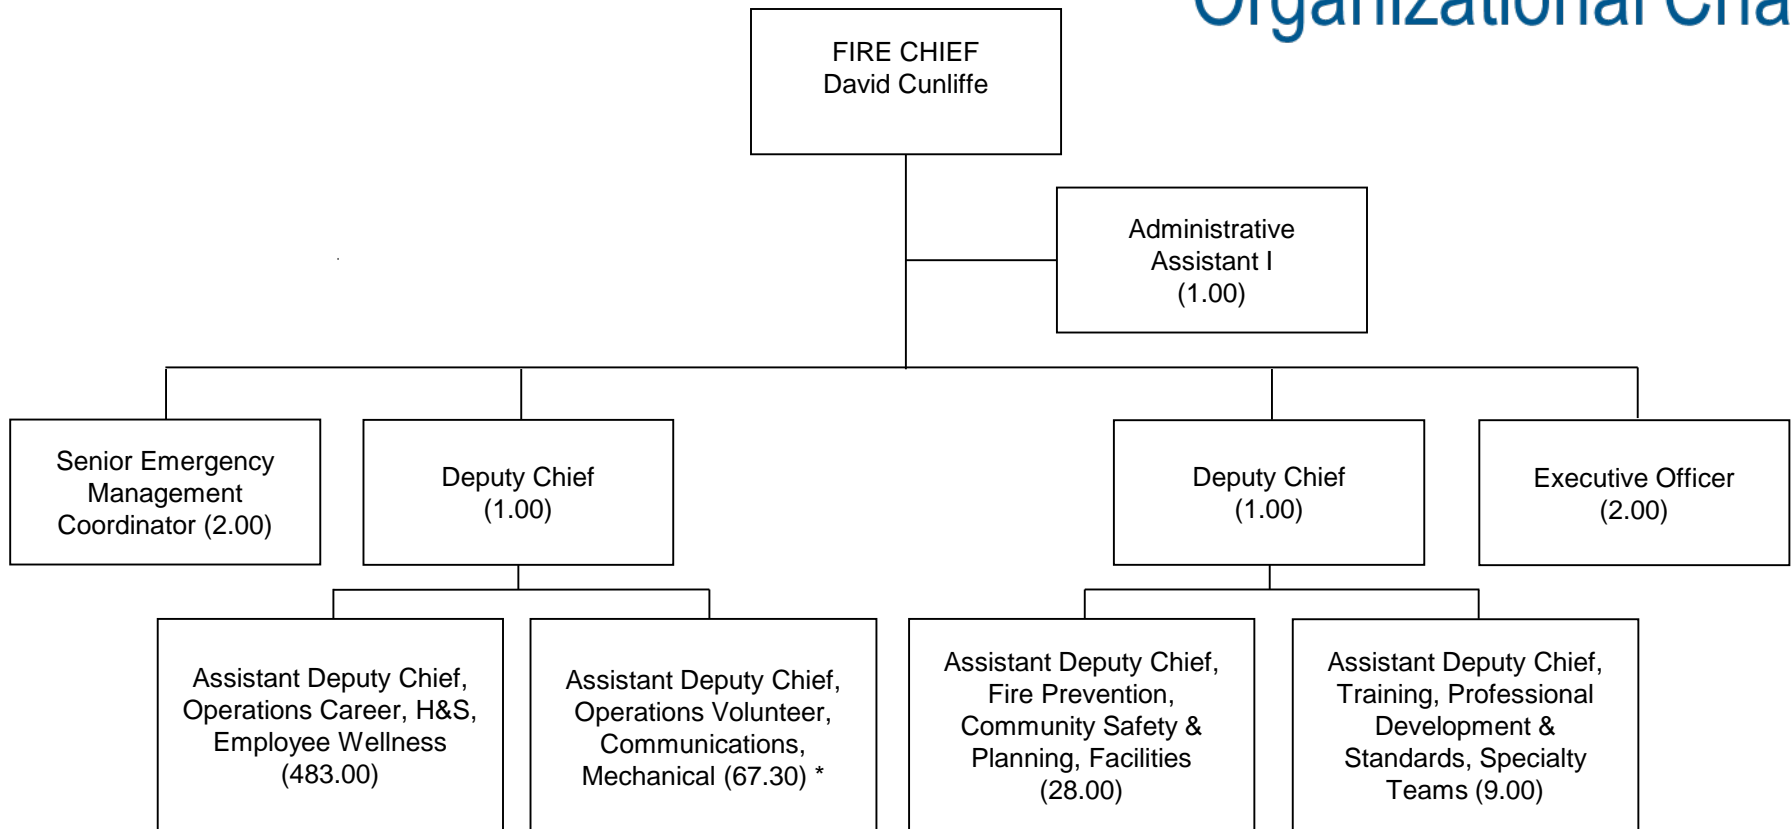 Organizational Cha
FIRE CHIEF
David Cunliffe
Administrative
Assistant I
(1.00)
Senior Emergency
Management
Coordinator (2.00)
Deputy Chief
(1.00)
Deputy Chief
(1.00)
Executive Officer
(2.00)
Assistant Deputy Chief,
Operations Career, H&S,
Employee Wellness
(483.00)
Assistant Deputy Chief,
Operations Volunteer,
Communications,
Mechanical (67.30) *
Assistant Deputy Chief,
Fire Prevention,
Community Safety &
Planning, Facilities
(28.00)
Assistant Deputy Chief,
Training, Professional
Development &
Standards, Specialty
Teams (9.00)